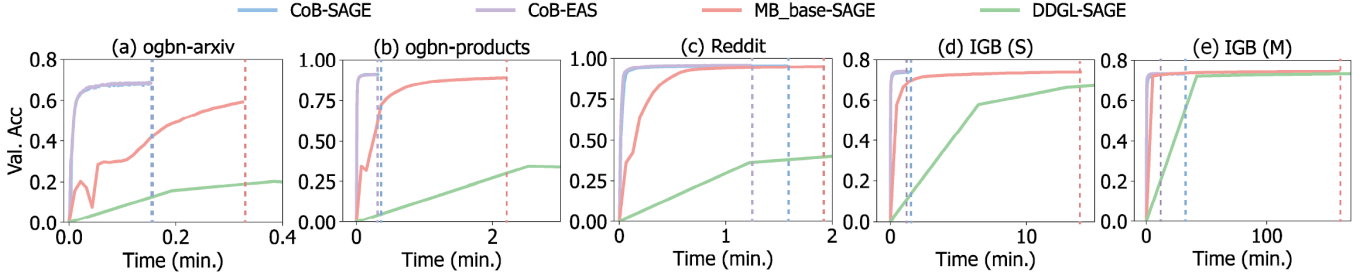 CoB-SAGE CoB-EAS MB_base-SAGE DDGL-SAGE
(a) ogbn-arxiv (b) ogbn-products (c) Reddit (d) IGB (S) (e) IGB (M)
Val. Acc
0.8
0.6
0.4
0.2
0.0
0.0 0.2 0.4
Time (min.)
1.00
0.75
0.50
0.25
0.00
0 2
Time (min.)
1.00
0.75
0.50
0.25
0.00
0 1 2
Time (min.)
0.8
0.6
0.4
0.2
0.0
0 10
Time (min.)
0.8
0.6
0.4
0.2
0.0
0 100
Time (min.)